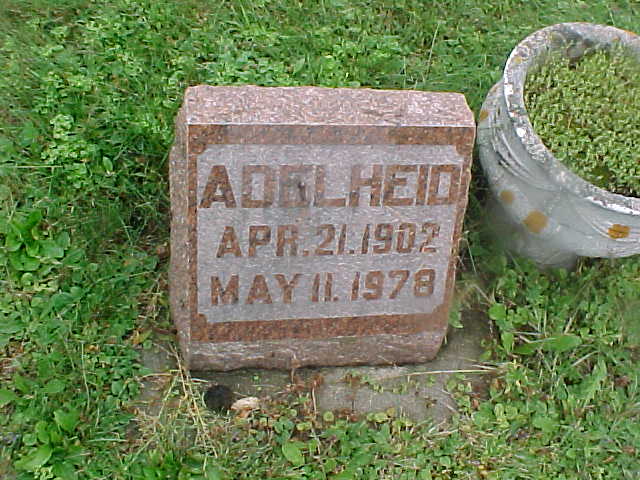 ADELHEID
APR. 21. 1902
MAY 11. 1978